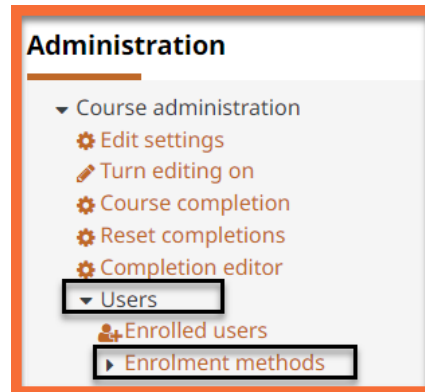 Administration
Course administration
Edit settings
Turn editing on
Course completion
Reset completions
Completion editor
Users
Enrolled users
Enrolment methods